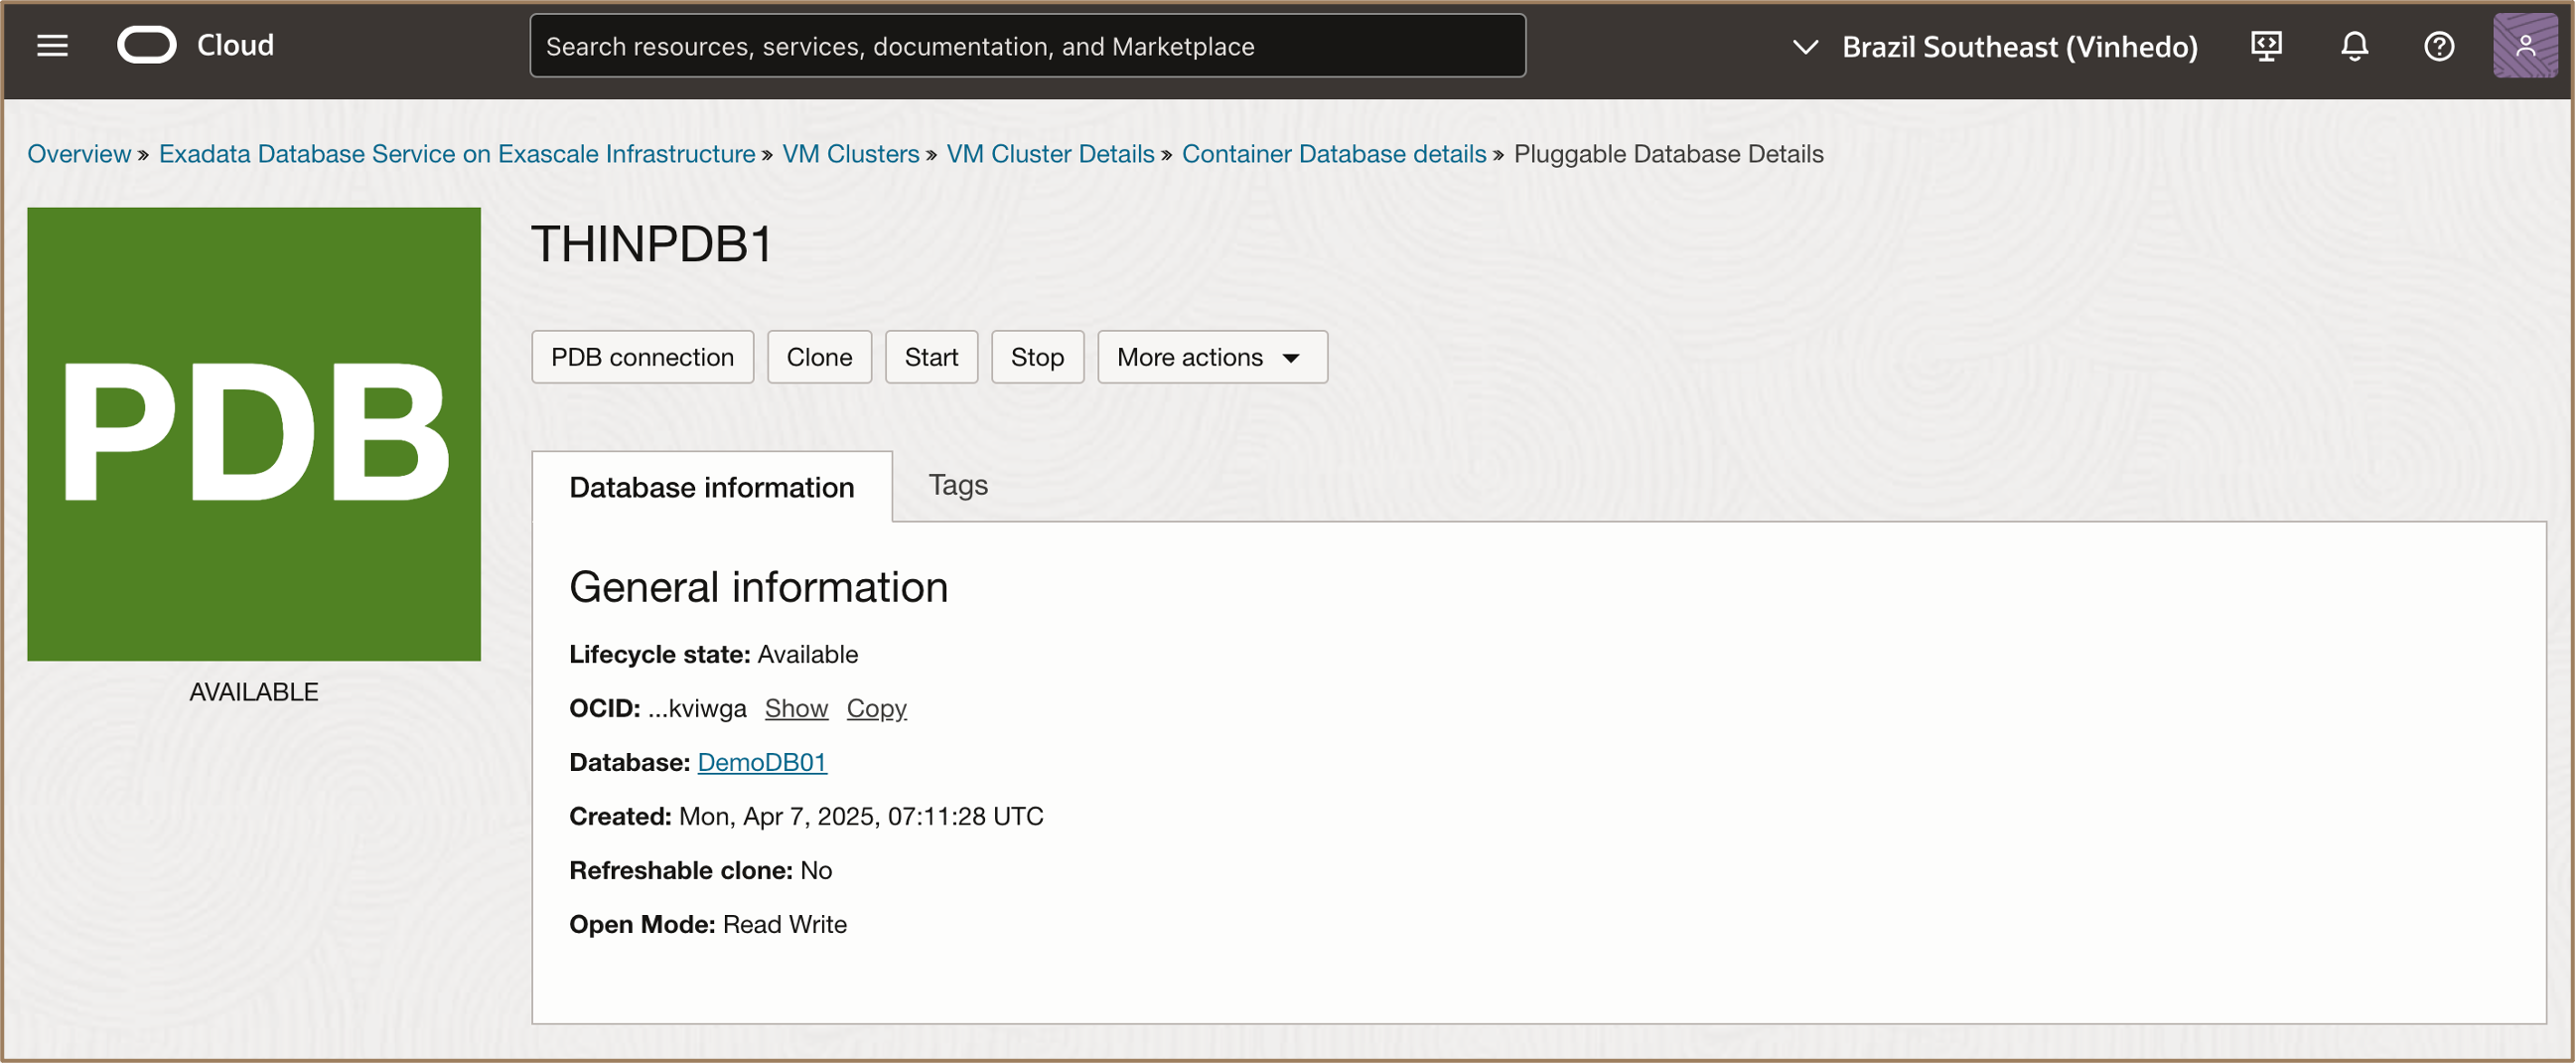 Cloud
Search resources, services, documentation, and Marketplace
Brazil Southeast (Vinhedo)
Overview » Exadata Database Service on Exascale Infrastructure » VM Clusters » VM Cluster Details » Container Database details » Pluggable Database Details
PDB
AVAILABLE
THINPDB1
PDB connection Clone Start Stop More actions
Database information Tags
General information
Lifecycle state: Available
OCID: ...kviwga Show Copy
Database: DemoDB01
Created: Mon, Apr 7, 2025, 07:11:28 UTC
Refreshable clone: No
Open Mode: Read Write